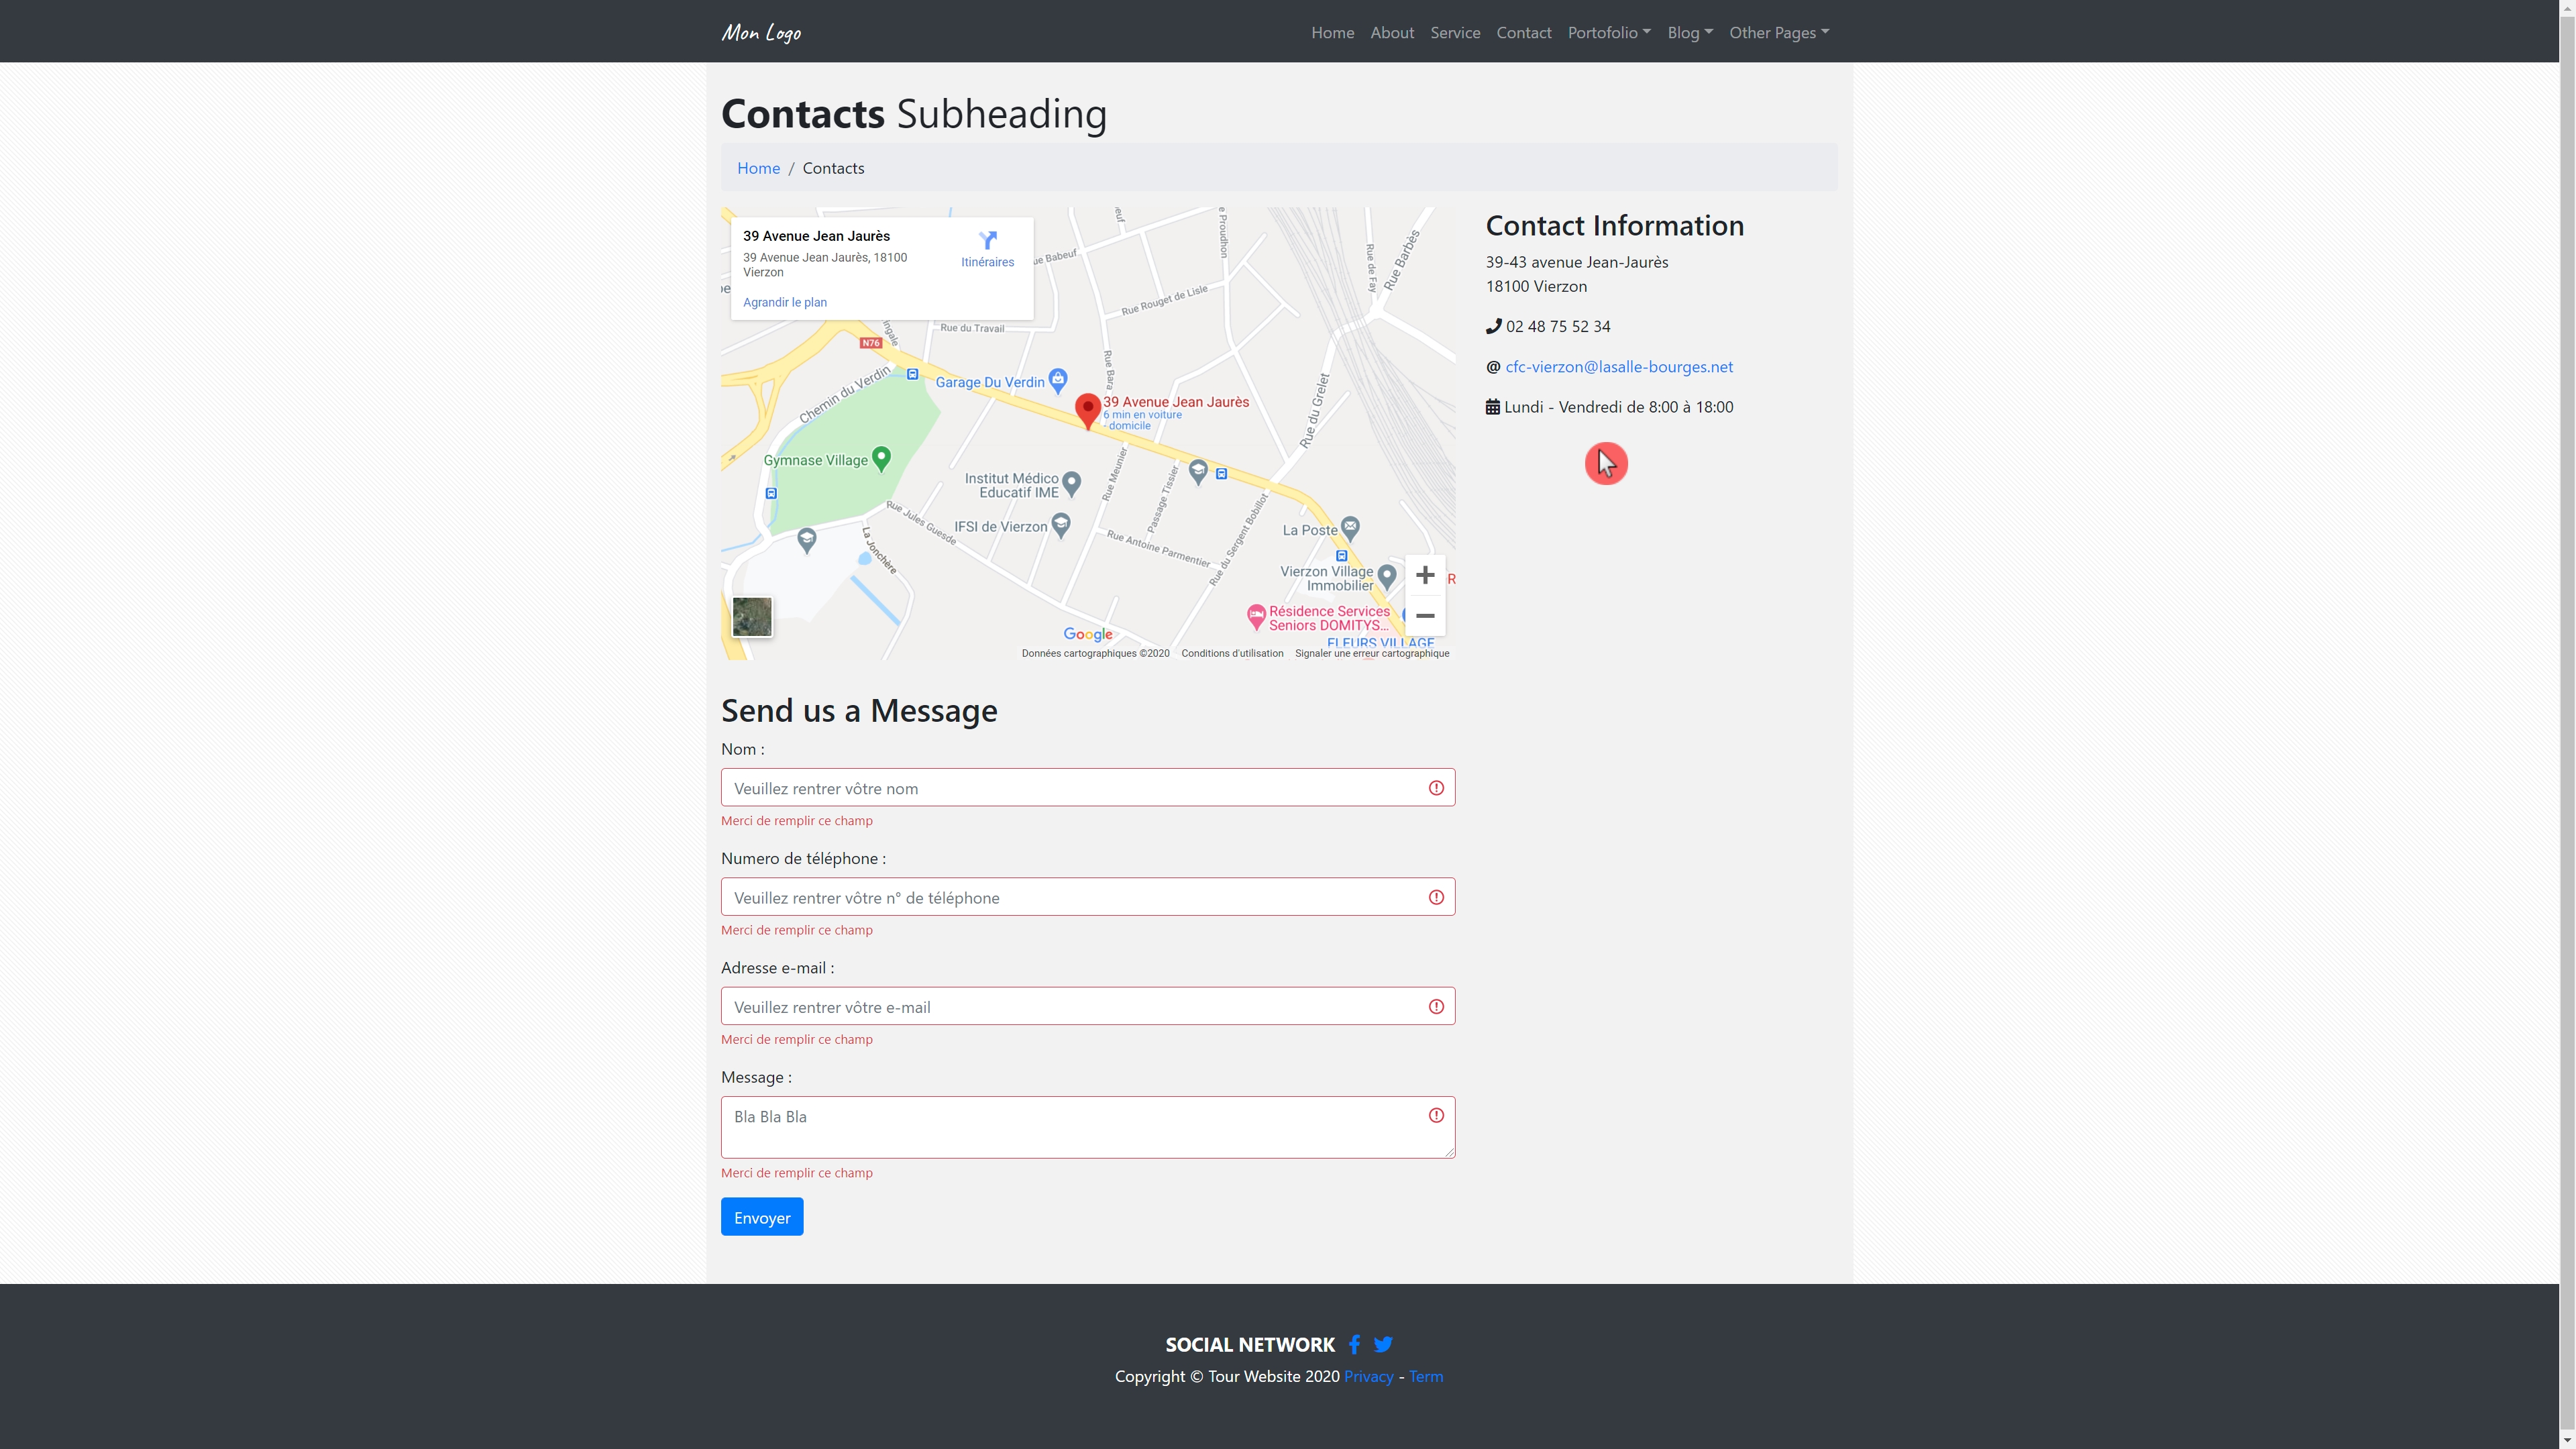 Mon Logo
Home About Service Contact Portofolio Blog Other Pages
Contacts Subheading
Home / Contacts
39 Avenue Jean Jaurès
39 Avenue Jean Jaurès, 18100
Vierzon
Itinéraires
Agrandir le plan
ue Babeuf
e Proudhon
Rue de Fay
Rue Barbès
Rue Rouget de Lisle
Rue du Travail
N76
Chemin du Verdin
Garage Du Verdin
Rue Bara
39 Avenue Jean Jaurès
6 min en voiture
- domicile
Rue du Grelet
Gymnase Village
Institut Médico
Educatif IME
Rue Meunier
Passage Tissier
IFSI de Vierzon
Rue Jules Guesde
La Jonchère
Rue Antoine Parmentier
Rue du Sergent Bobillot
La Poste
Vierzon Village
Immobilier
R
Résidence Services
Seniors DOMITYS...
FLEURS VILLAGE
Google
Données cartographiques ©2020 Conditions d'utilisation Signaler une erreur cartographique
Contact Information
39-43 avenue Jean-Jaurès
18100 Vierzon
02 48 75 52 34
@ cfc-vierzon@lasalle-bourges.net
Lundi - Vendredi de 8:00 à 18:00
Send us a Message
Nom :
Veuillez rentrer vôtre nom
Merci de remplir ce champ
Numero de téléphone :
Veuillez rentrer vôtre n° de téléphone
Merci de remplir ce champ
Adresse e-mail :
Veuillez rentrer vôtre e-mail
Merci de remplir ce champ
Message :
Bla Bla Bla
Merci de remplir ce champ
Envoyer
SOCIAL NETWORK
Copyright © Tour Website 2020 Privacy - Term